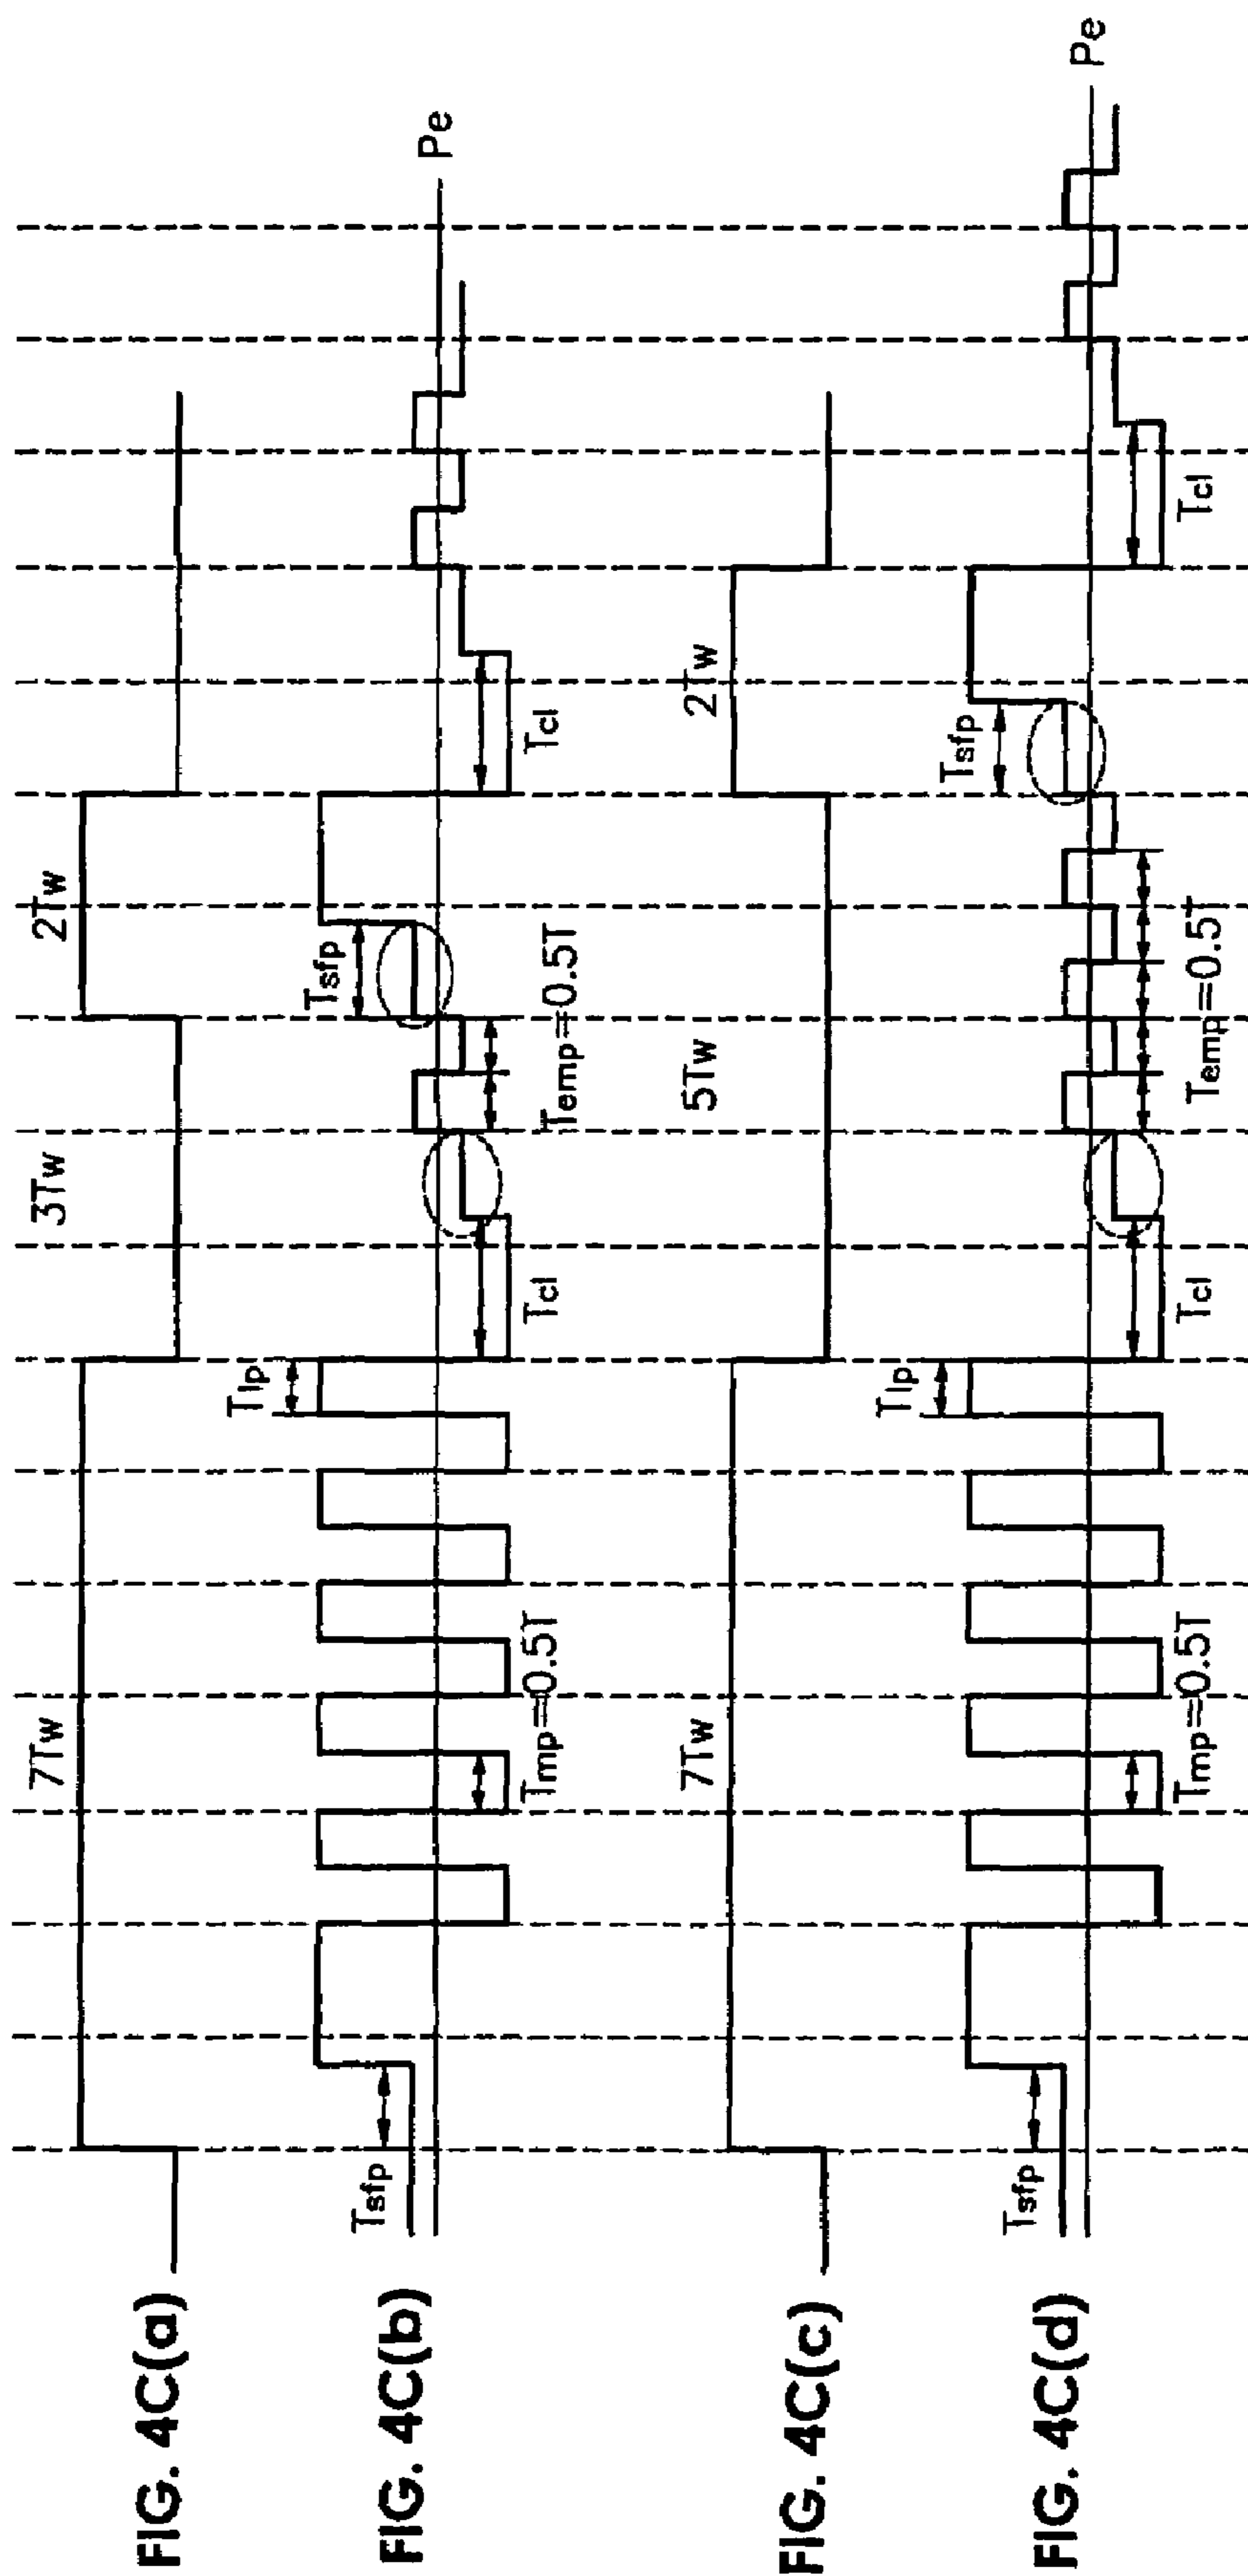 FIG. 4C(a)
7Tw
3Tw
2Tw
FIG. 4C(b)
Tsfp
Tlp
Tsfp
Pe
Tmp=0.5T
Tcl
Temp=0.5T
Tcl
FIG. 4C(c)
7Tw
5Tw
2Tw
FIG. 4C(d)
Tsfp
Tlp
Tsfp
Pe
Tmp=0.5T
Tcl
Temp=0.5T
Tcl